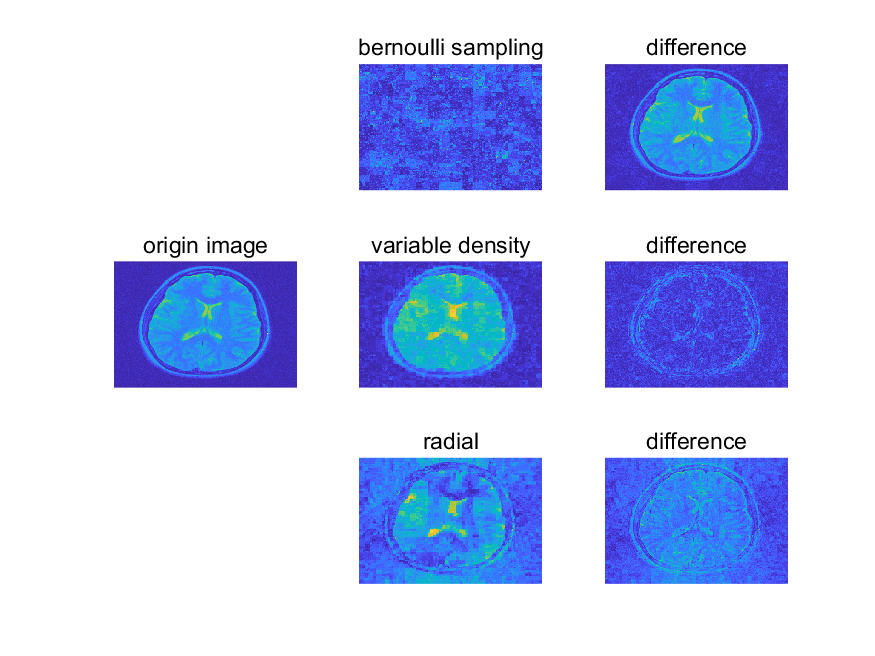 bernoulli sampling
difference
origin image
variable density
difference
radial
difference